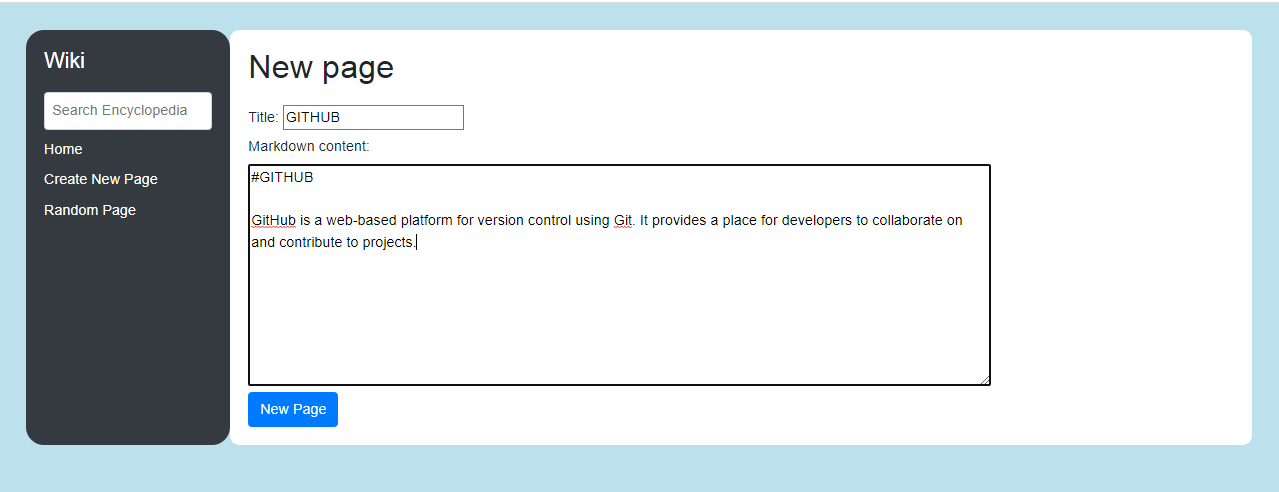 Wiki
Search Encyclopedia
Home
Create New Page
Random Page
New page
Title: GITHUB
Markdown content:
#GITHUB
GitHub is a web-based platform for version control using Git. It provides a place for developers to collaborate on
and contribute to projects.
New Page